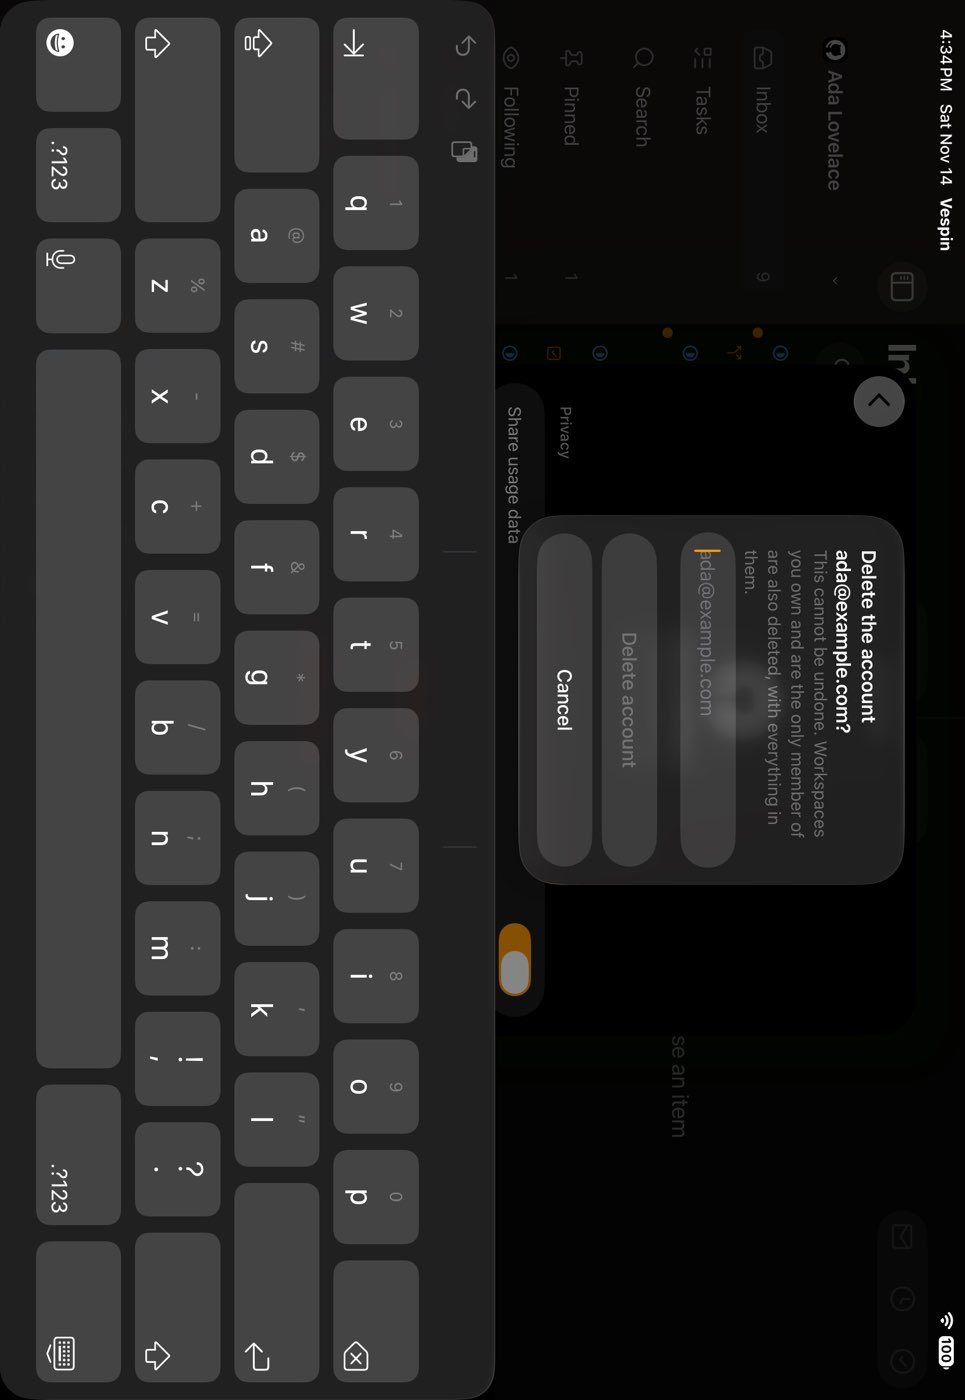 4:34 PM Sat Nov 14 Vespin
100
Ada Lovelace
Inbox 9
Tasks
Search
Pinned 1
Following 1
Delete the account
ada@example.com?
This cannot be undone. Workspaces
you own and are the only member of
are also deleted, with everything in
them.
ada@example.com
Delete account
Cancel
se an item
Privacy
Share usage data
1 2 3 4 5 6 7 8 9 0
q w e r t y u i o p
@ # $ & * ( ) ' "
a s d f g h j k l
% - + = / ; : ! ?
z x c v b n m , .
.?123 .?123